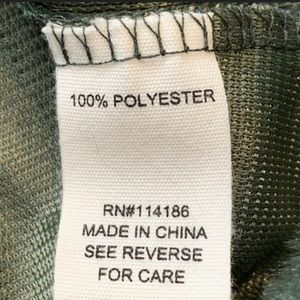 100% POLYESTER
RN#114186
MADE IN CHINA
SEE REVERSE
FOR CARE